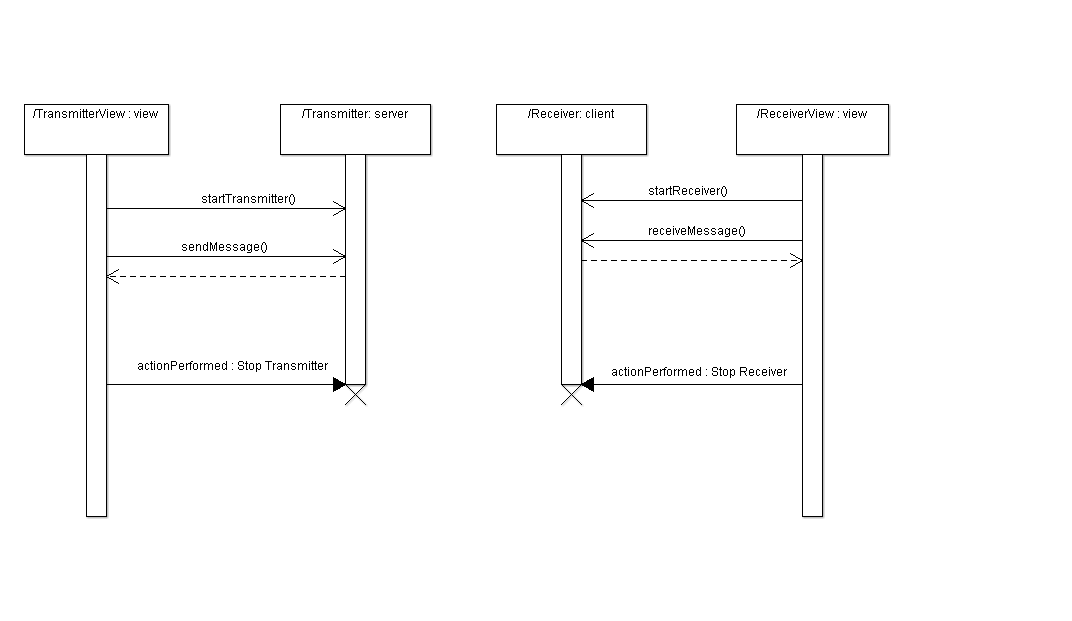 /TransmitterView : view
/Transmitter: server
/Receiver: client
/ReceiverView : view
startTransmitter()
startReceiver()
sendMessage()
receiveMessage()
actionPerformed : Stop Transmitter
actionPerformed : Stop Receiver